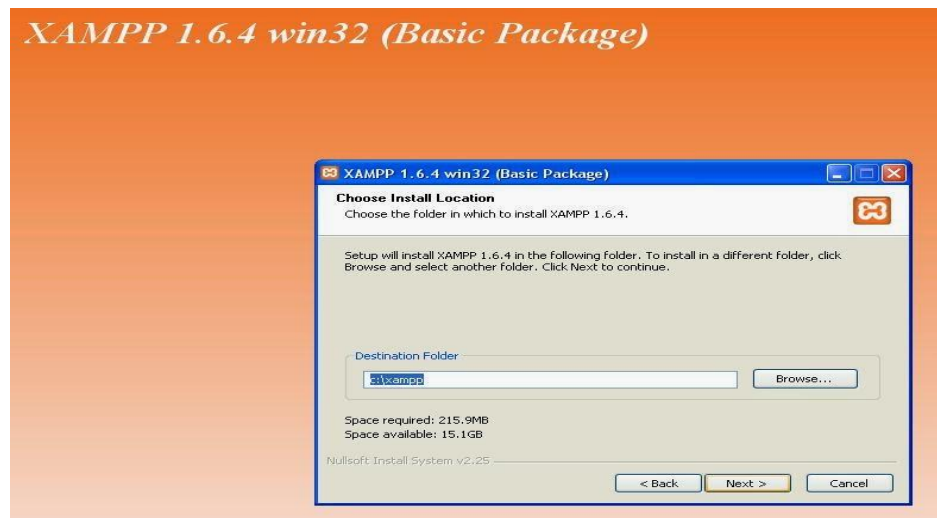 XAMPP 1.6.4 win32 (Basic Package)
XAMPP 1.6.4 win32 (Basic Package)
Choose Install Location
Choose the folder in which to install XAMPP 1.6.4.
Setup will install XAMPP 1.6.4 in the following folder. To install in a different folder, click
Browse and select another folder. Click Next to continue.
Destination Folder
c:\xampp
Browse...
Space required: 215.9MB
Space available: 15.1GB
Nullsoft Install System v2.25
< Back
Next >
Cancel